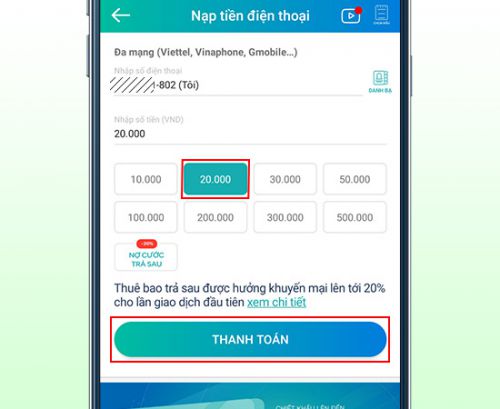 Nạp tiền điện thoại
Đa mạng (Viettel, Vinaphone, Gmobile...)
Nhập số điện thoại
1-802 (Tôi)
DANH BẠ
Nhập số tiền (VND)
20.000
10.000
20.000
30.000
50.000
100.000
200.000
300.000
500.000
-20%
NỢ CƯỚC
TRẢ SAU
Thuê bao trả sau được hưởng khuyến mại lên tới 20%
cho lần giao dịch đầu tiên xem chi tiết
THANH TOÁN
CHIẾT KHẤU LÊN ĐẾN